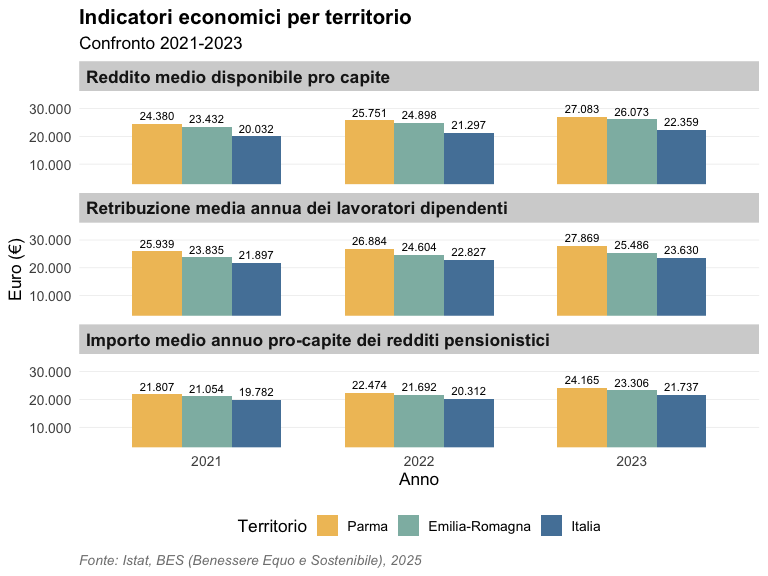 Indicatori economici per territorio
Confronto 2021-2023
Reddito medio disponibile pro capite
30.000
20.000
10.000
24.380 23.432 20.032
25.751 24.898 21.297
27.083 26.073 22.359
Retribuzione media annua dei lavoratori dipendenti
30.000
20.000
10.000
25.939 23.835 21.897
26.884 24.604 22.827
27.869 25.486 23.630
Euro (€)
Importo medio annuo pro-capite dei redditi pensionistici
30.000
20.000
10.000
21.807 21.054 19.782
22.474 21.692 20.312
24.165 23.306 21.737
2021 2022 2023
Anno
Territorio Parma Emilia-Romagna Italia
Fonte: Istat, BES (Benessere Equo e Sostenibile), 2025